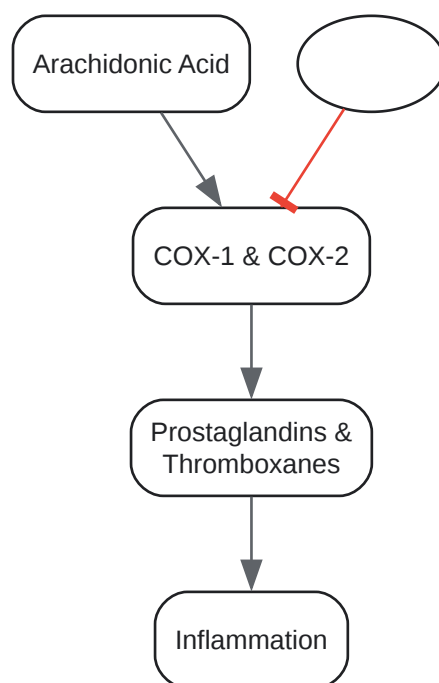 Arachidonic Acid
COX-1 & COX-2
Prostaglandins &
Thromboxanes
Inflammation